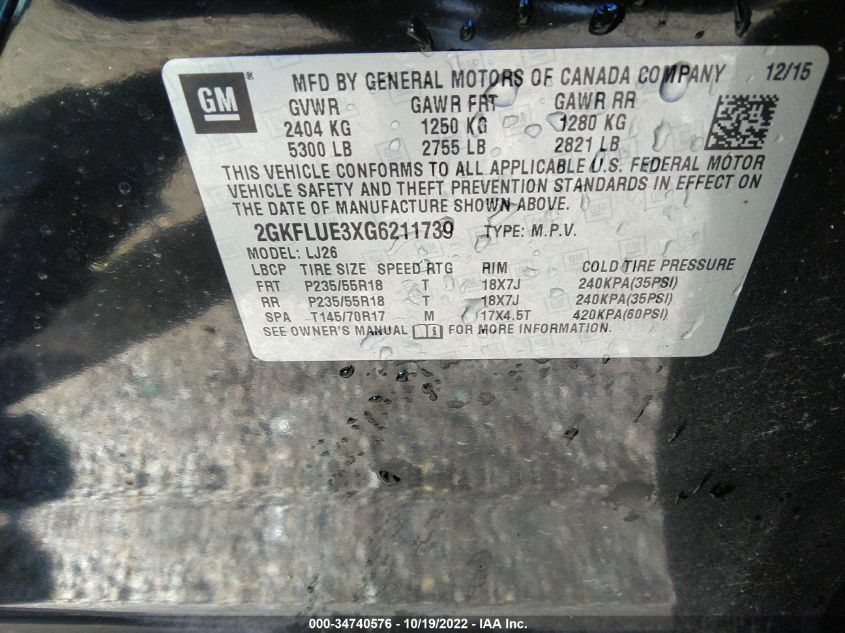 GM ® MFD BY GENERAL MOTORS OF CANADA COMPANY 12/15
GVWR GAWR FRT GAWR RR
2404 KG 1250 KG 1280 KG
5300 LB 2755 LB 2821 LB
THIS VEHICLE CONFORMS TO ALL APPLICABLE U.S. FEDERAL MOTOR
VEHICLE SAFETY AND THEFT PREVENTION STANDARDS IN EFFECT ON
THE DATE OF MANUFACTURE SHOWN ABOVE.
2GKFLUE3XG6211739 TYPE: M.P.V.
MODEL: LJ26
LBCP TIRE SIZE SPEED RTG RIM COLD TIRE PRESSURE
FRT P235/55R18 T 18X7J 240KPA(35PSI)
RR P235/55R18 T 18X7J 240KPA(35PSI)
SPA T145/70R17 M 17X4.5T 420KPA(60PSI)
SEE OWNER'S MANUAL FOR MORE INFORMATION.
000-34740576 - 10/19/2022 - IAA Inc.